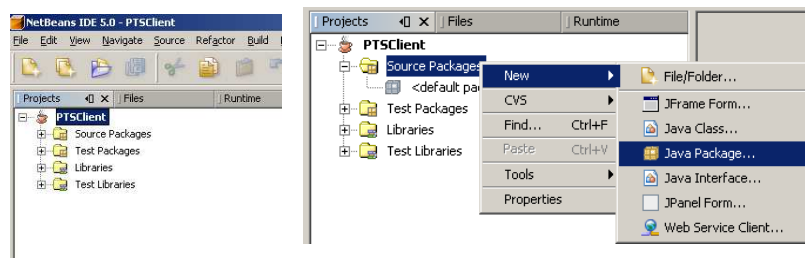 NetBeans IDE 5.0 - PTSClient
File Edit View Navigate Source Refactor Build
Projects Files Runtime
PTSClient
Source Packages
Test Packages
Libraries
Test Libraries
Projects Files Runtime
PTSClient
Source Packages
<default pa
Test Packages
Libraries
Test Libraries
New
CVS
Find... Ctrl+F
Paste Ctrl+V
Tools
Properties
File/Folder...
JFrame Form...
Java Class...
Java Package...
Java Interface...
JPanel Form...
Web Service Client...